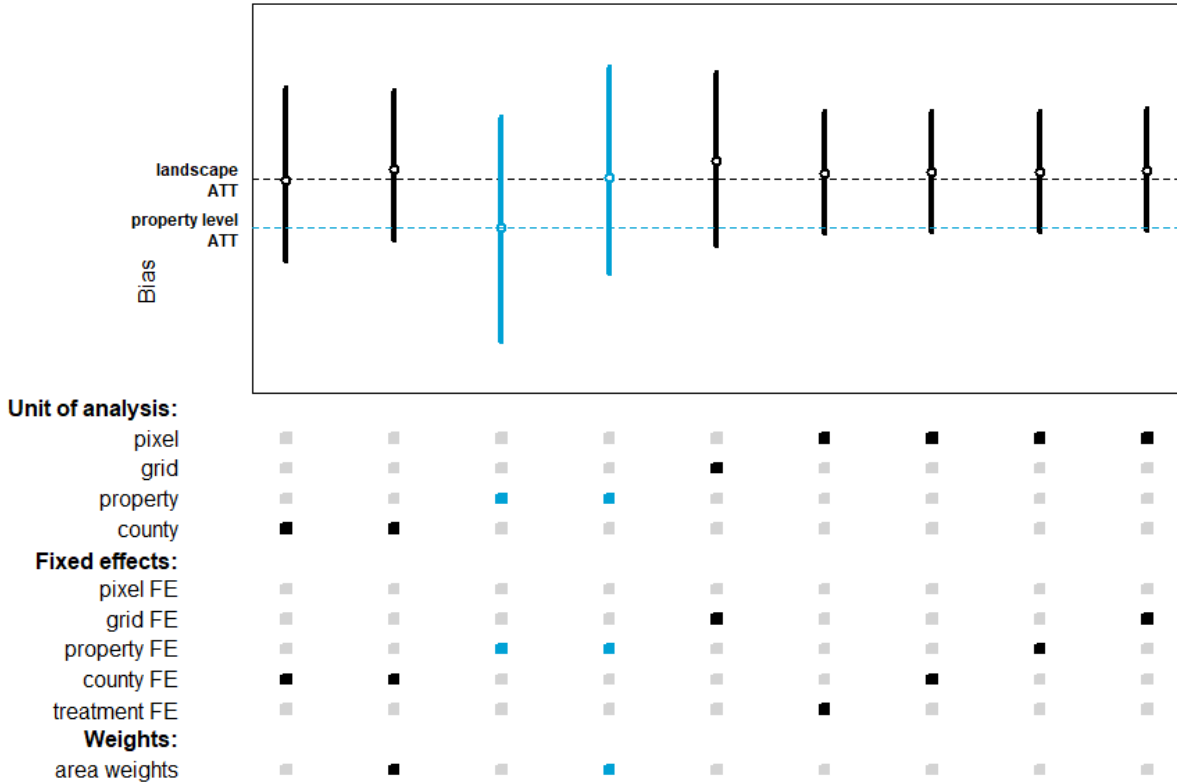 landscape
ATT
property level
ATT
Bias
Unit of analysis:
pixel
grid
property
county
Fixed effects:
pixel FE
grid FE
property FE
county FE
treatment FE
Weights:
area weights